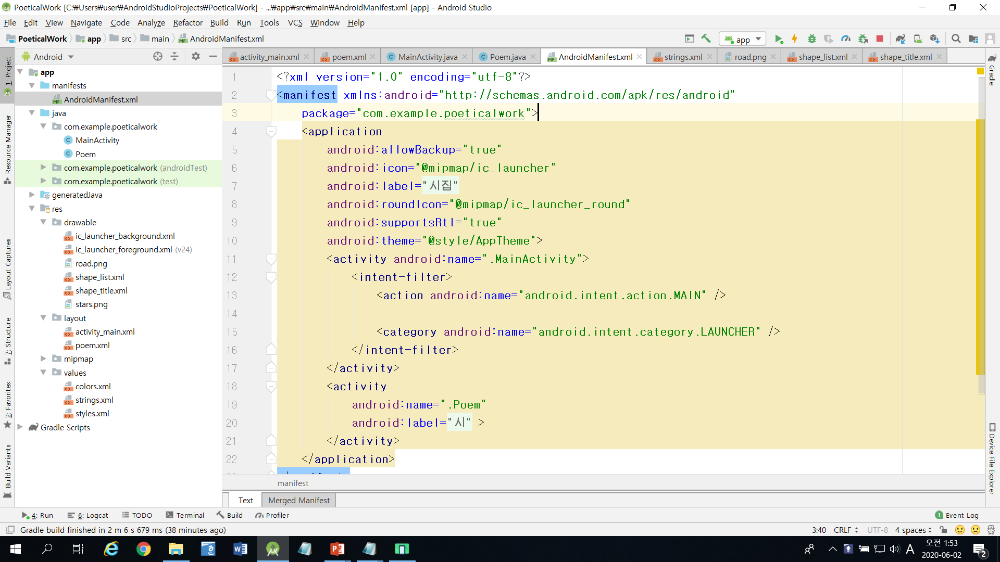 PoeticalWork [C:₩Users₩user₩AndroidStudioProjects₩PoeticalWork] - ...₩app₩src₩main₩AndroidManifest.xml [app] - Android Studio
File Edit View Navigate Code Analyze Refactor Build Run Tools VCS Window Help
PoeticalWork app src main AndroidManifest.xml app
Android
activity_main.xml poem.xml MainActivity.java Poem.java AndroidManifest.xml strings.xml road.png shape_list.xml shape_title.xml
1: Project
Resource Manager
Layout Captures
7: Structure
2: Favorites
Build Variants
app
manifests
AndroidManifest.xml
java
com.example.poeticalwork
MainActivity
Poem
com.example.poeticalwork (androidTest)
com.example.poeticalwork (test)
generatedJava
res
drawable
ic_launcher_background.xml
ic_launcher_foreground.xml (v24)
road.png
shape_list.xml
shape_title.xml
stars.png
layout
activity_main.xml
poem.xml
mipmap
values
colors.xml
strings.xml
styles.xml
Gradle Scripts
1 <?xml version="1.0" encoding="utf-8"?>
2 <manifest xmlns:android="http://schemas.android.com/apk/res/android"
3 package="com.example.poeticalwork">
4 <application
5 android:allowBackup="true"
6 android:icon="@mipmap/ic_launcher"
7 android:label="시집"
8 android:roundIcon="@mipmap/ic_launcher_round"
9 android:supportsRtl="true"
10 android:theme="@style/AppTheme">
11 <activity android:name=".MainActivity">
12 <intent-filter>
13 <action android:name="android.intent.action.MAIN" />
14
15 <category android:name="android.intent.category.LAUNCHER" />
16 </intent-filter>
17 </activity>
18 <activity
19 android:name=".Poem"
20 android:label="시" >
21 </activity>
22 </application>
manifest
Text Merged Manifest
Gradle
Device File Explorer
4: Run 6: Logcat TODO Terminal Build Profiler 1 Event Log
Gradle build finished in 2 m 6 s 679 ms (38 minutes ago) 3:40 CRLF UTF-8 4 spaces
A 오전 1:53
2020-06-02 2